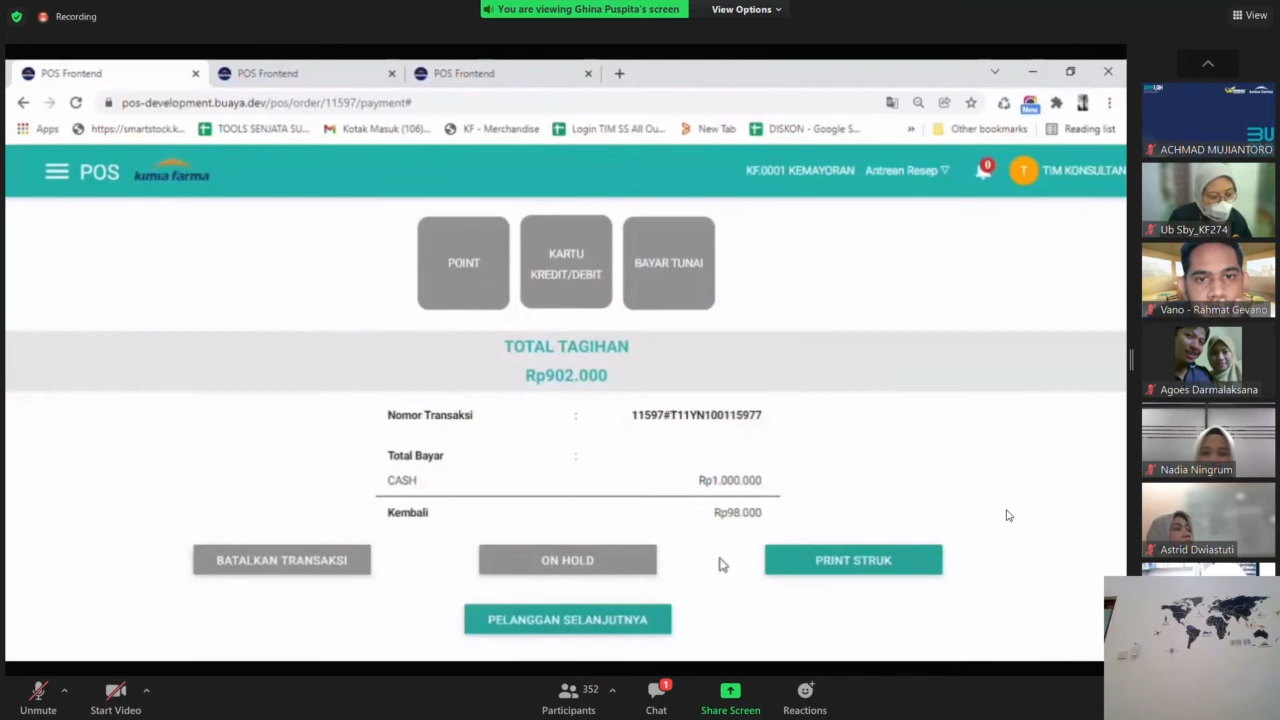 Recording
You are viewing Ghina Puspita's screen
View Options
View
POS Frontend
POS Frontend
POS Frontend
pos-development.buaya.dev/pos/order/11597/payment#
New
Apps
https://smartstock.k...
TOOLS SENJATA SU...
Kotak Masuk (106)...
KF - Merchandise
Login TIM SS All Ou...
New Tab
DISKON - Google S...
»
Other bookmarks
Reading list
POS
kimia farma
KF.0001 KEMAYORAN
Antrean Resep
0
T
TIM KONSULTAN
POINT
KARTU
KREDIT/DEBIT
BAYAR TUNAI
TOTAL TAGIHAN
Rp902.000
Nomor Transaksi : 11597#T11YN100115977
Total Bayar :
CASH Rp1.000.000
Kembali Rp98.000
BATALKAN TRANSAKSI
ON HOLD
PRINT STRUK
PELANGGAN SELANJUTNYA
ACHMAD MUJIANTORO
Ub Sby_KF274
Vano - Rahmat Gevano
Agoes Darmalaksana
Nadia Ningrum
Astrid Dwiastuti
Unmute
Start Video
352
Participants
1
Chat
Share Screen
Reactions